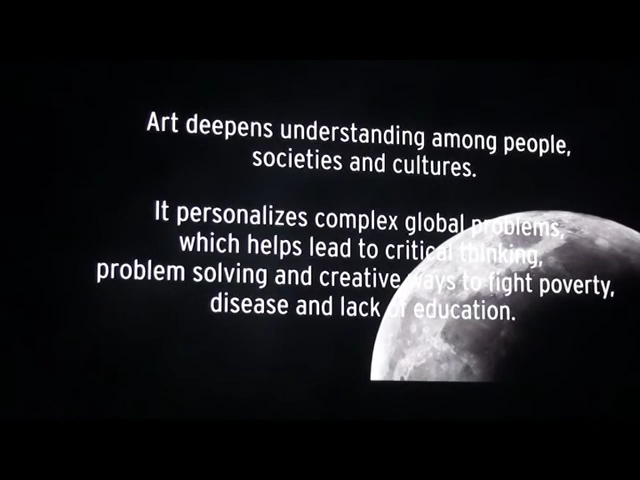 Art deepens understanding among people,
societies and cultures.
It personalizes complex global problems,
which helps lead to critical thinking,
problem solving and creative ways to fight poverty,
disease and lack of education.